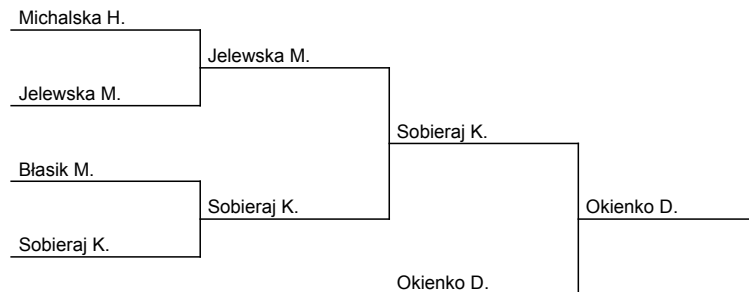 Michalska H.
Jelewska M.
Jelewska M.
Sobieraj K.
Błasik M.
Sobieraj K.
Okienko D.
Sobieraj K.
Okienko D.